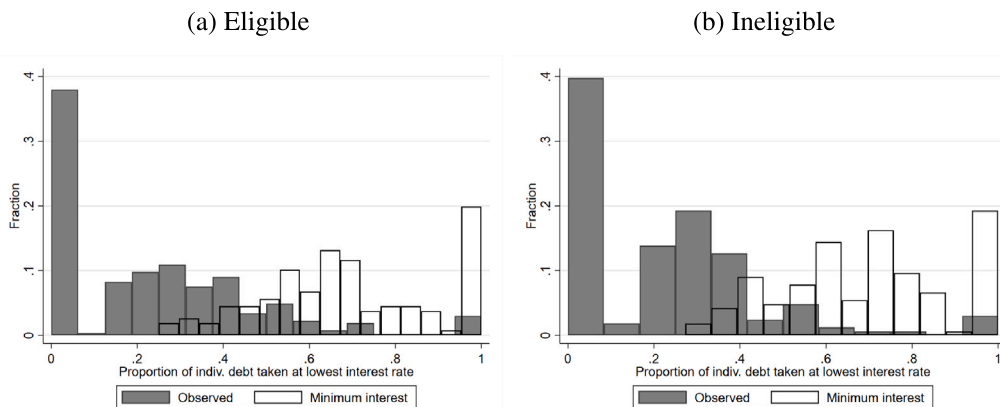 (a) Eligible
(b) Ineligible
Fraction
.4
.3
.2
.1
0
0
.2
.4
.6
.8
1
Proportion of indiv. debt taken at lowest interest rate
Observed
Minimum interest
Fraction
.4
.3
.2
.1
0
0
.2
.4
.6
.8
1
Proportion of indiv. debt taken at lowest interest rate
Observed
Minimum interest